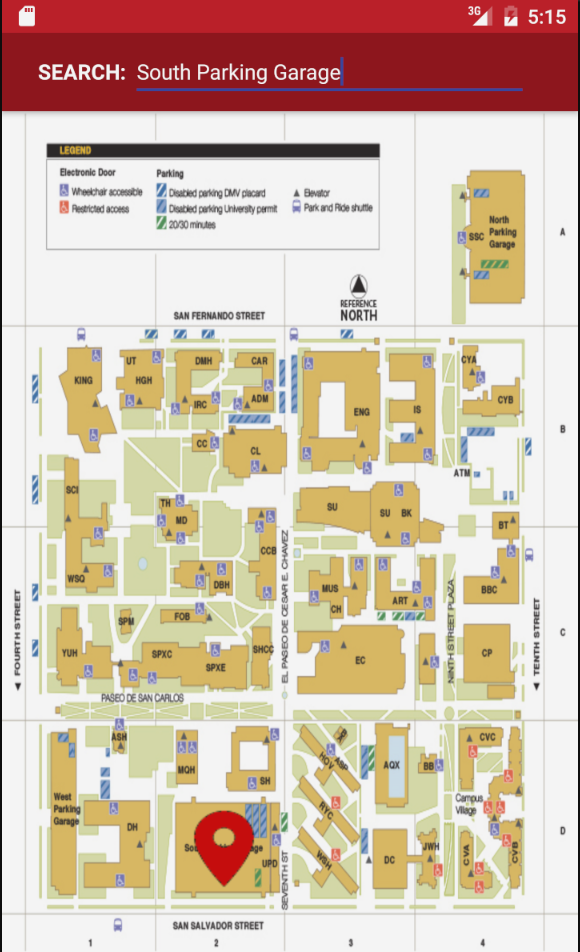 3G 5:15
SEARCH: South Parking Garage
LEGEND
Electronic Door
Wheelchair accessible
Restricted access
Parking
Disabled parking DMV placard
Disabled parking University permit
20/30 minutes
Elevator
Park and Ride shuttle
SSC
North
Parking
Garage
A
REFERENCE
NORTH
SAN FERNANDO STREET
KING
UT
HGH
DMH
IRC
CAR
ADM
ENG
IS
CYA
CYB
B
CC
CL
ATM
SCI
TH
MD
SU
SU BK
BT
CCB
WSQ
DBH
MUS
CH
ART
BBC
EL PASEO DE CESAR E. CHAVEZ
NINTH STREET PLAZA
FOURTH STREET
TENTH STREET
C
SPM
FOB
YUH
SPXC
SPXE
SHCC
EC
CP
PASEO DE SAN CARLOS
ASH
MQH
SH
HOV
ASP
AQX
BB
CVC
Campus
Village
West
Parking
Garage
DH
UPD
RYC
WSH
DC
JWH
CVA
CVB
D
SEVENTH ST
SAN SALVADOR STREET
1 2 3 4